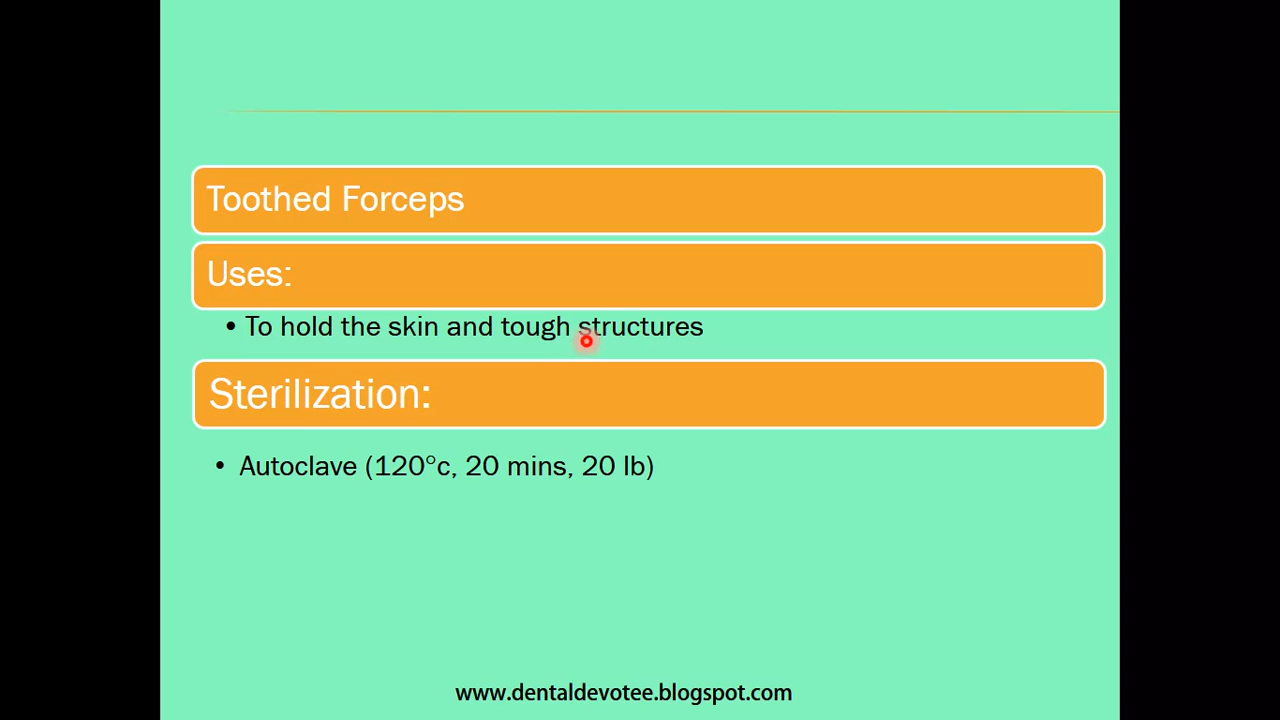 Toothed Forceps
Uses:
• To hold the skin and tough structures
Sterilization:
• Autoclave (120°c, 20 mins, 20 lb)
www.dentaldevotee.blogspot.com